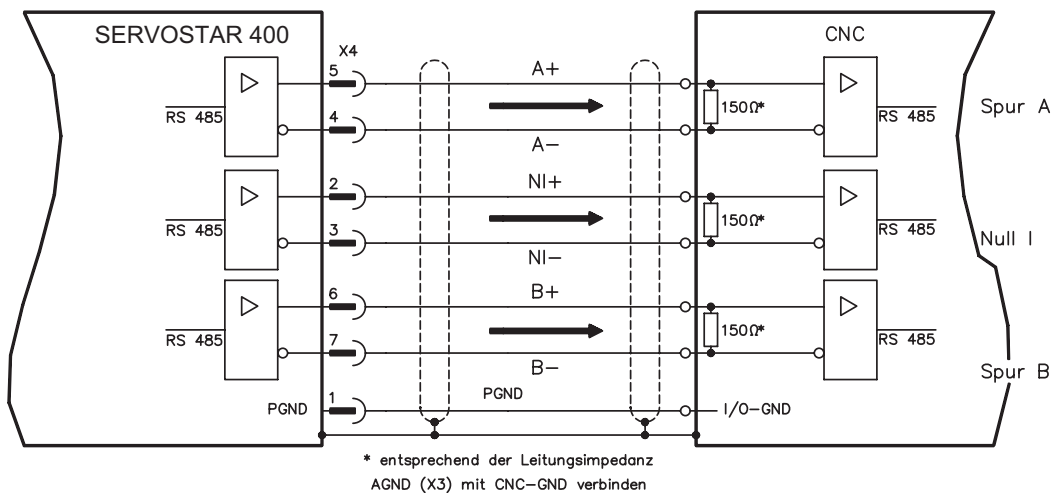 SERVOSTAR 400
CNC
X4
5
A+
RS 485
150Ω*
RS 485
Spur A
4
A−
2
NI+
RS 485
150Ω*
RS 485
Null I
3
NI−
6
B+
RS 485
150Ω*
RS 485
Spur B
7
B−
PGND
1
PGND
I/O−GND
* entsprechend der Leitungsimpedanz
AGND (X3) mit CNC−GND verbinden